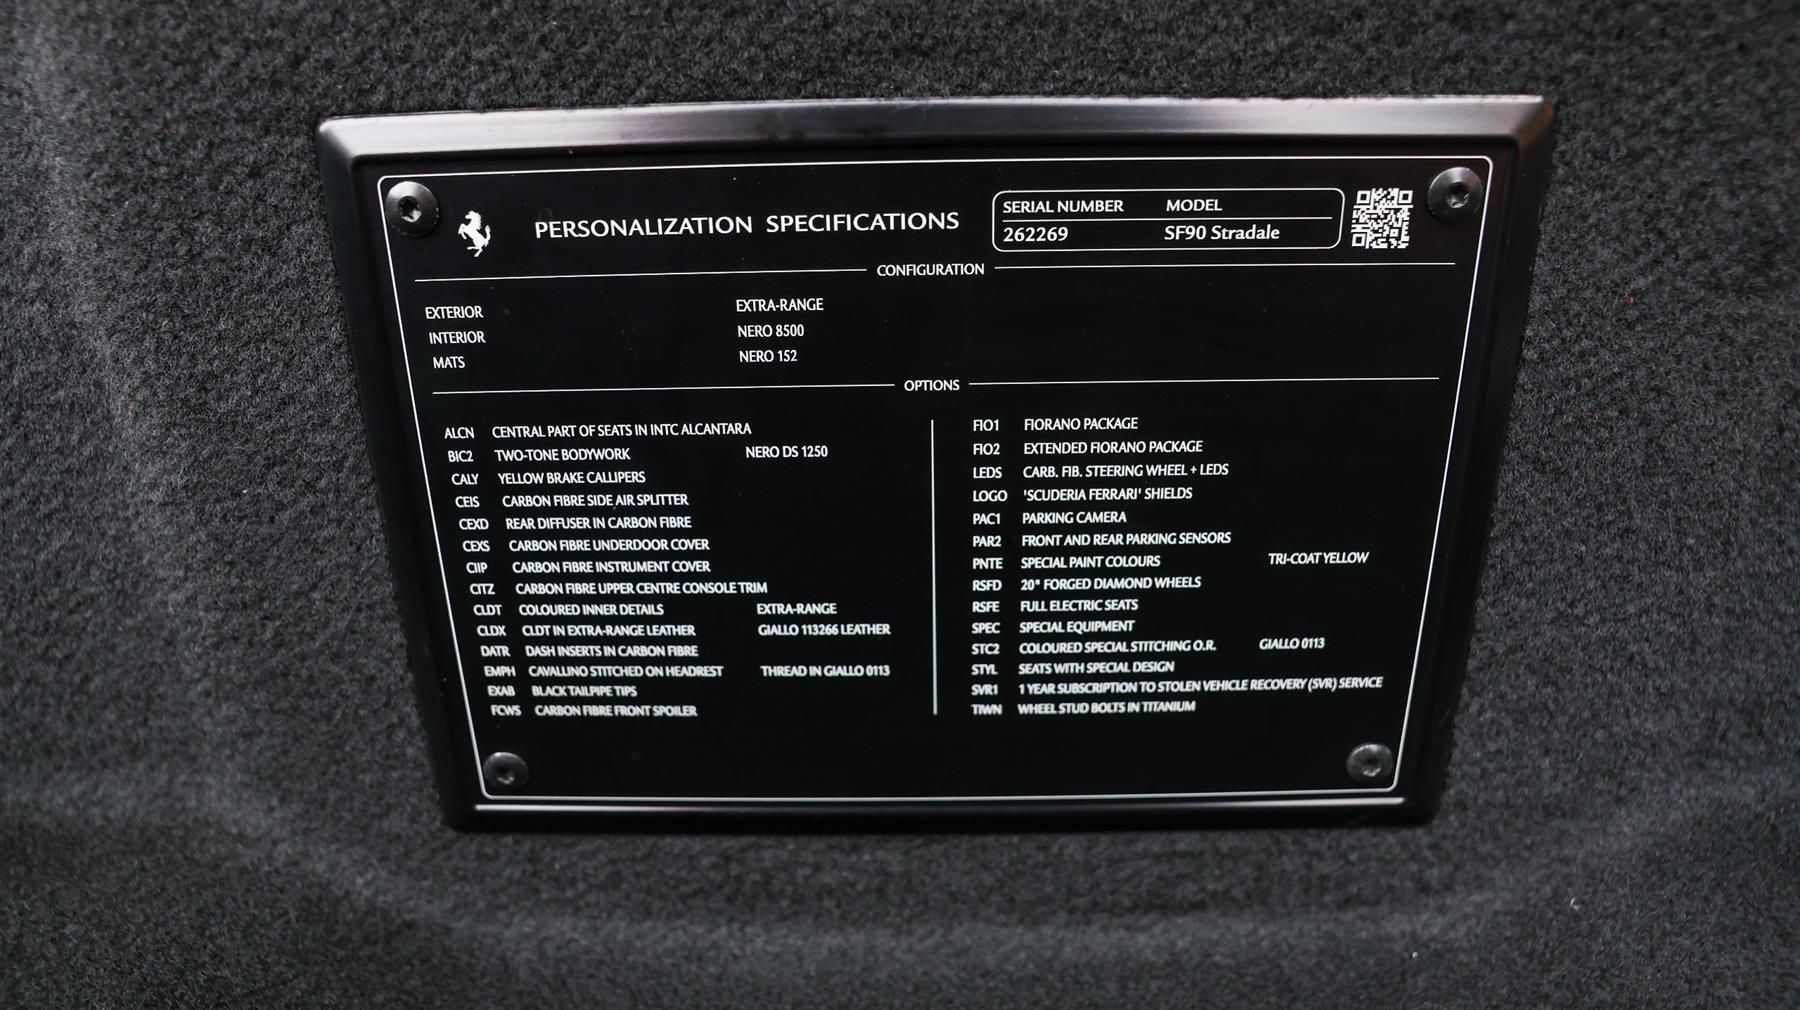 PERSONALIZATION SPECIFICATIONS
SERIAL NUMBER MODEL
262269 SF90 Stradale
CONFIGURATION
EXTERIOR EXTRA-RANGE
INTERIOR NERO 8500
MATS NERO 152
OPTIONS
ALCN CENTRAL PART OF SEATS IN INTC ALCANTARA
BIC2 TWO-TONE BODYWORK NERO DS 1250
CALY YELLOW BRAKE CALLIPERS
CEIS CARBON FIBRE SIDE AIR SPLITTER
CEXD REAR DIFFUSER IN CARBON FIBRE
CEXS CARBON FIBRE UNDERDOOR COVER
CIIP CARBON FIBRE INSTRUMENT COVER
CITZ CARBON FIBRE UPPER CENTRE CONSOLE TRIM
CLDT COLOURED INNER DETAILS EXTRA-RANGE
CLDX CLDT IN EXTRA-RANGE LEATHER GIALLO 113266 LEATHER
DATR DASH INSERTS IN CARBON FIBRE
EMPH CAVALLINO STITCHED ON HEADREST THREAD IN GIALLO 0113
EXAB BLACK TAILPIPE TIPS
FCWS CARBON FIBRE FRONT SPOILER
FIO1 FIORANO PACKAGE
FIO2 EXTENDED FIORANO PACKAGE
LEDS CARB. FIB. STEERING WHEEL + LEDS
LOGO 'SCUDERIA FERRARI' SHIELDS
PAC1 PARKING CAMERA
PAR2 FRONT AND REAR PARKING SENSORS
PNTE SPECIAL PAINT COLOURS TRI-COAT YELLOW
RSFD 20" FORGED DIAMOND WHEELS
RSFE FULL ELECTRIC SEATS
SPEC SPECIAL EQUIPMENT
STC2 COLOURED SPECIAL STITCHING O.R. GIALLO 0113
STYL SEATS WITH SPECIAL DESIGN
SVR1 1 YEAR SUBSCRIPTION TO STOLEN VEHICLE RECOVERY (SVR) SERVICE
TIWN WHEEL STUD BOLTS IN TITANIUM